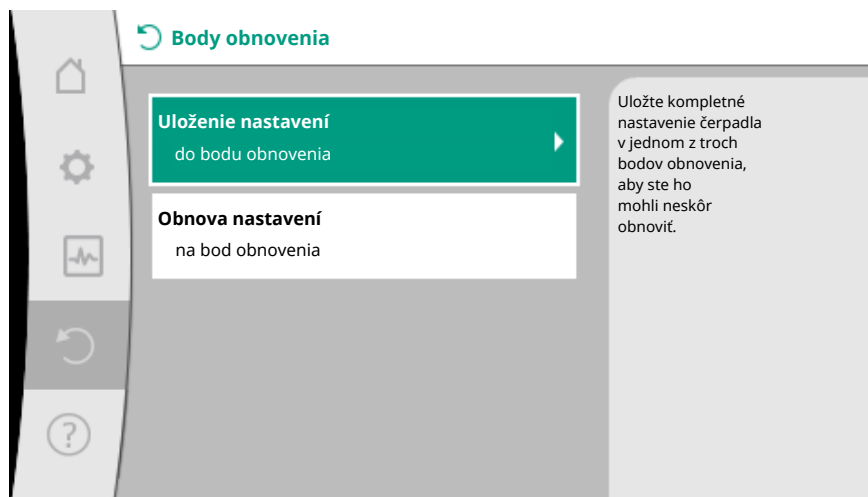 Body obnovenia
Uloženie nastavení
do bodu obnovenia
Obnova nastavení
na bod obnovenia
Uložte kompletné
nastavenie čerpadla
v jednom z troch
bodov obnovenia,
aby ste ho
mohli neskôr
obnoviť.
?